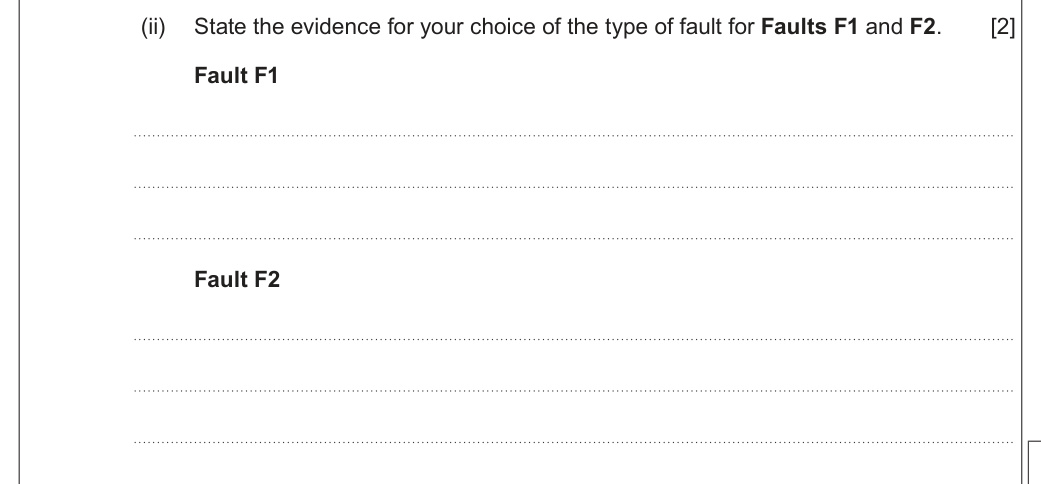 (ii) State the evidence for your choice of the type of fault for Faults F1 and F2. [2]
Fault F1
Fault F2